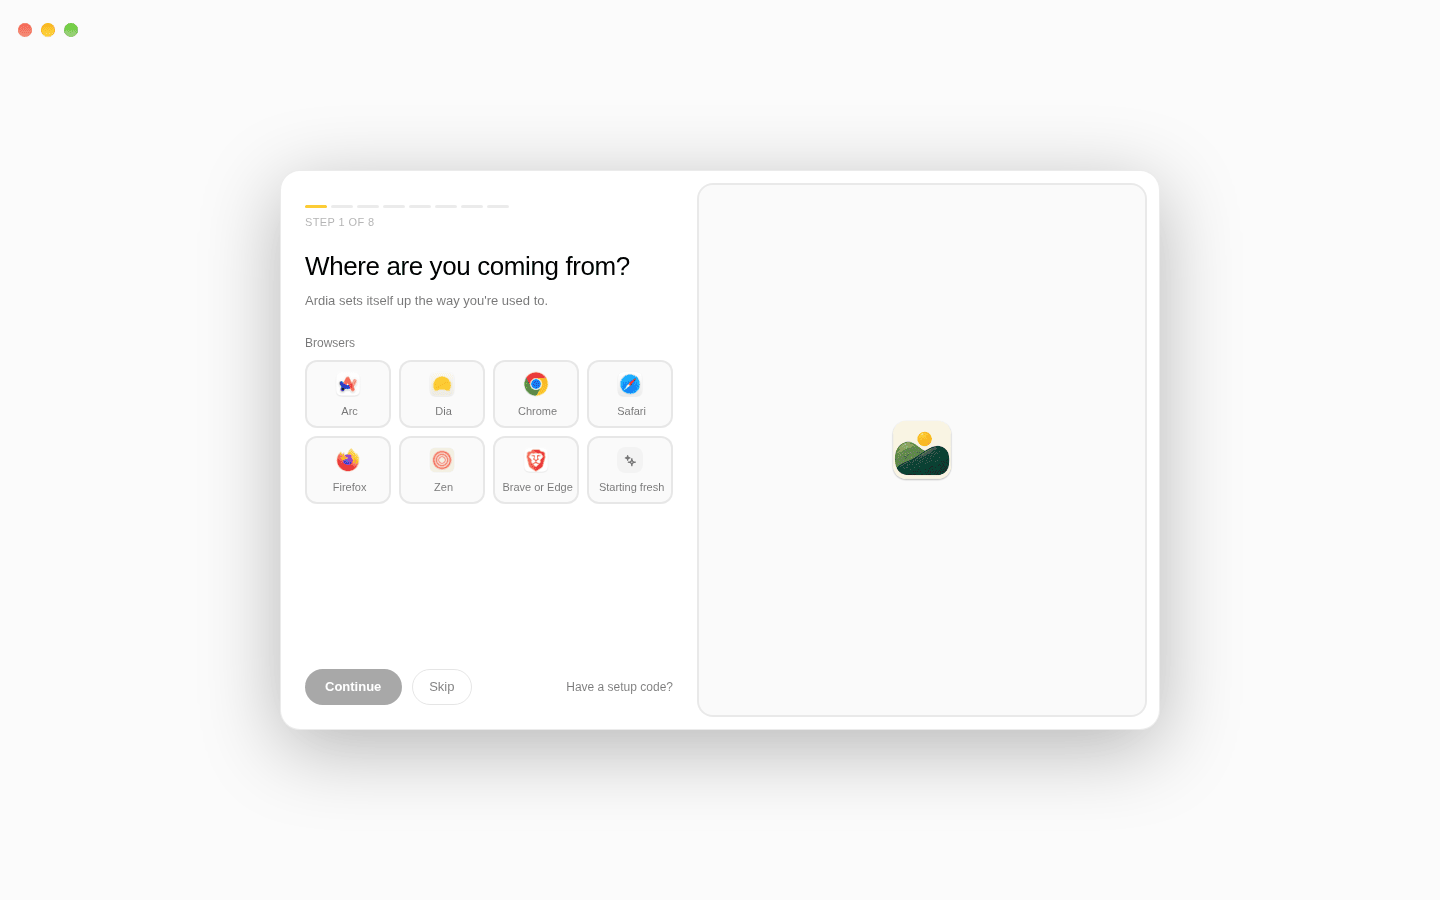 STEP 1 OF 8
Where are you coming from?
Ardia sets itself up the way you're used to.
Browsers
Arc
Dia
Chrome
Safari
Firefox
Zen
Brave or Edge
Starting fresh
Continue
Skip
Have a setup code?